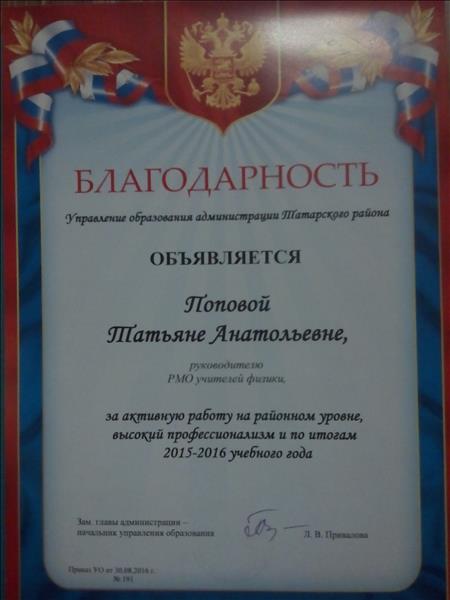 БЛАГОДАРНОСТЬ
Управление образования администрации Татарского района
ОБЪЯВЛЯЕТСЯ
Поповой
Татьяне Анатольевне,
руководителю
РМО учителей физики,
за активную работу на районном уровне,
высокий профессионализм и по итогам
2015-2016 учебного года
Зам. главы администрации –
начальник управления образования
Л. В. Привалова
Приказ УО от 30.08.2016 г.
№ 191